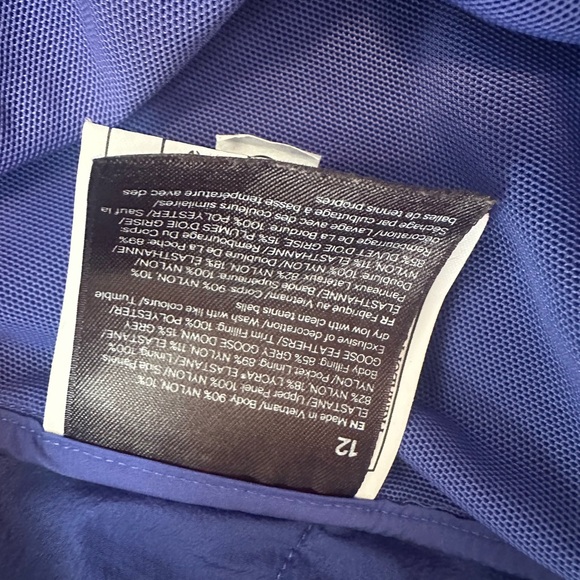 12
EN Made in Vietnam/ Body 90% NYLON, 10%
ELASTANE/ Upper Panel 100% NYLON/ Side Panels
82% NYLON, 18% LYCRA® ELASTANE/ Lining 100%
NYLON/ Pocket Lining 89% NYLON, 11% ELASTANE/
Body Filling 85% GREY GOOSE DOWN, 15% GREY
GOOSE FEATHERS/ Trim Filling 100% POLYESTER/
Exclusive of decoration/ Wash with like colours/ Tumble
dry low with clean tennis balls
FR Fabriqué au Vietnam/ Corps 90% NYLON, 10%
ELASTHANNE/ Bande Supérieure 100% NYLON/
Panneaux Latéraux 82% NYLON, 18% ELASTHANNE/
Doublure 100% NYLON/ Doublure De La Poche 89%
NYLON, 11% ELASTHANNE/ Rembourrage Du Corps
85% DUVET D'OIE GRISE, 15% PLUMES D'OIE GRISE/
Rembourrage De La Bordure 100% POLYESTER/ Sauf la
décoration/ Lavage avec des couleurs similaires/
Séchage par culbutage à basse température avec des
balles de tennis propres